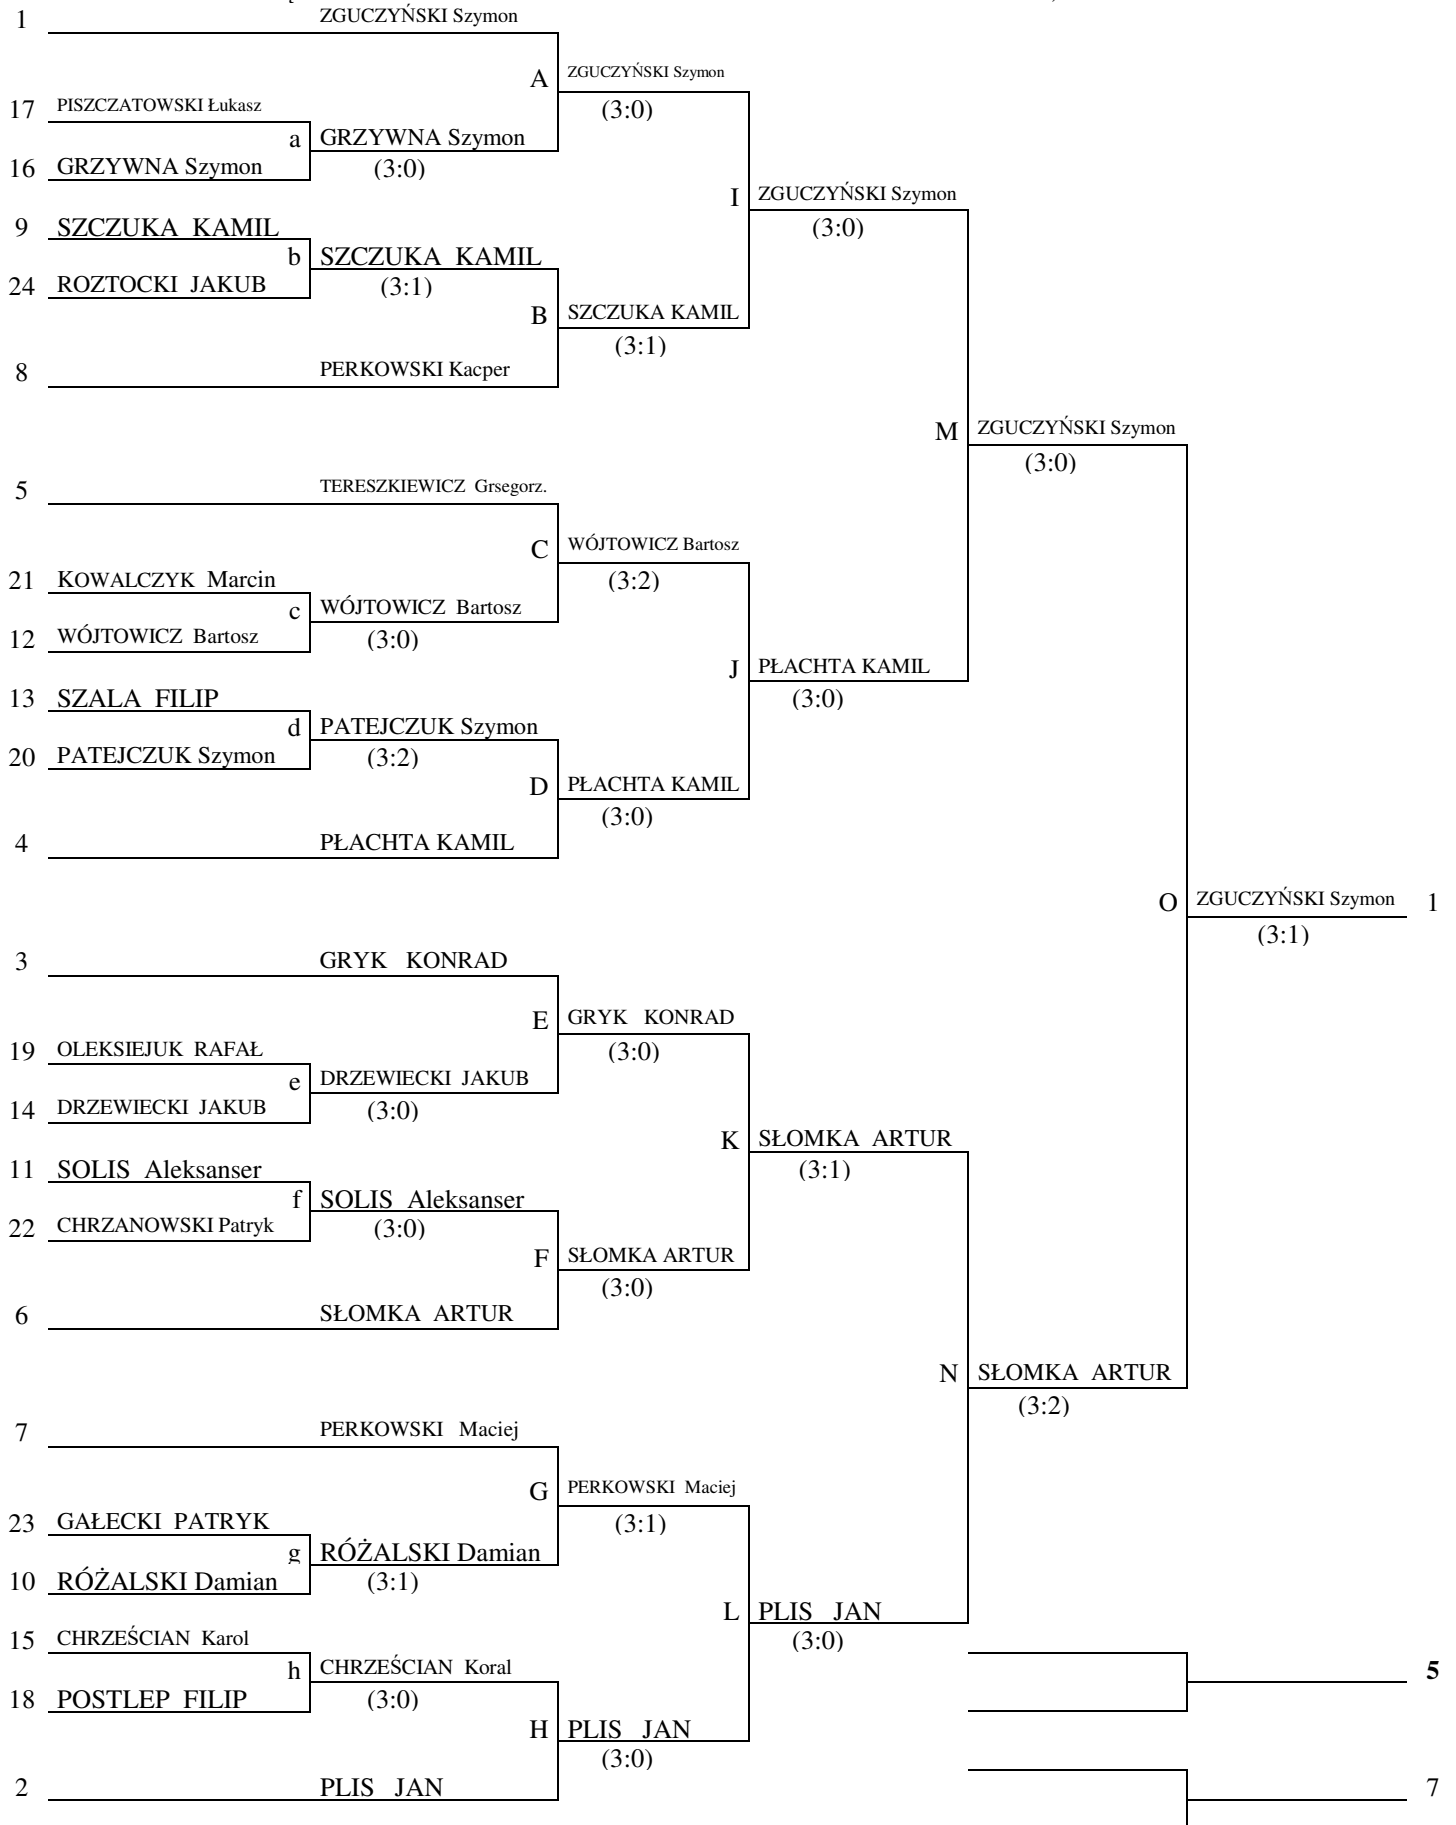 1 ZGUCZYŃSKI Szymon
A ZGUCZYŃSKI Szymon
(3:0)
17 PISZCZATOWSKI Łukasz
a GRZYWNA Szymon
(3:0)
16 GRZYWNA Szymon
I ZGUCZYŃSKI Szymon
(3:0)
9 SZCZUKA KAMIL
b SZCZUKA KAMIL
(3:1)
24 ROZTOCKI JAKUB
B SZCZUKA KAMIL
(3:1)
8 PERKOWSKI Kacper
M ZGUCZYŃSKI Szymon
(3:0)
5 TERESZKIEWICZ Grsegorz.
C WÓJTOWICZ Bartosz
(3:2)
21 KOWALCZYK Marcin
c WÓJTOWICZ Bartosz
(3:0)
12 WÓJTOWICZ Bartosz
J PŁACHTA KAMIL
(3:0)
13 SZALA FILIP
d PATEJCZUK Szymon
(3:2)
20 PATEJCZUK Szymon
D PŁACHTA KAMIL
(3:0)
4 PŁACHTA KAMIL
O ZGUCZYŃSKI Szymon 1
(3:1)
3 GRYK KONRAD
E GRYK KONRAD
(3:0)
19 OLEKSIEJUK RAFAŁ
e DRZEWIECKI JAKUB
(3:0)
14 DRZEWIECKI JAKUB
K SŁOMKA ARTUR
(3:1)
11 SOLIS Aleksanser
f SOLIS Aleksanser
(3:0)
22 CHRZANOWSKI Patryk
F SŁOMKA ARTUR
(3:0)
6 SŁOMKA ARTUR
N SŁOMKA ARTUR
(3:2)
7 PERKOWSKI Maciej
G PERKOWSKI Maciej
(3:1)
23 GAŁECKI PATRYK
g RÓŻALSKI Damian
(3:1)
10 RÓŻALSKI Damian
L PLIS JAN
(3:0)
15 CHRZEŚCIAN Karol
h CHRZEŚCIAN Koral
(3:0)
5
18 POSTLEP FILIP
H PLIS JAN
(3:0)
2 PLIS JAN
7